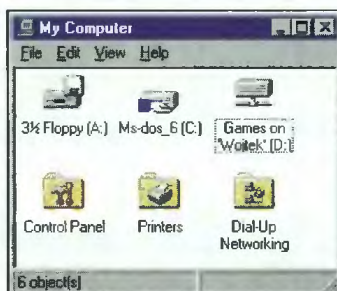 My Computer
File Edit View Help
3½ Floppy (A:) Ms-dos_6 (C:) Games on
'Wojtek' (D:)
Control Panel Printers Dial-Up
Networking
6 object(s)